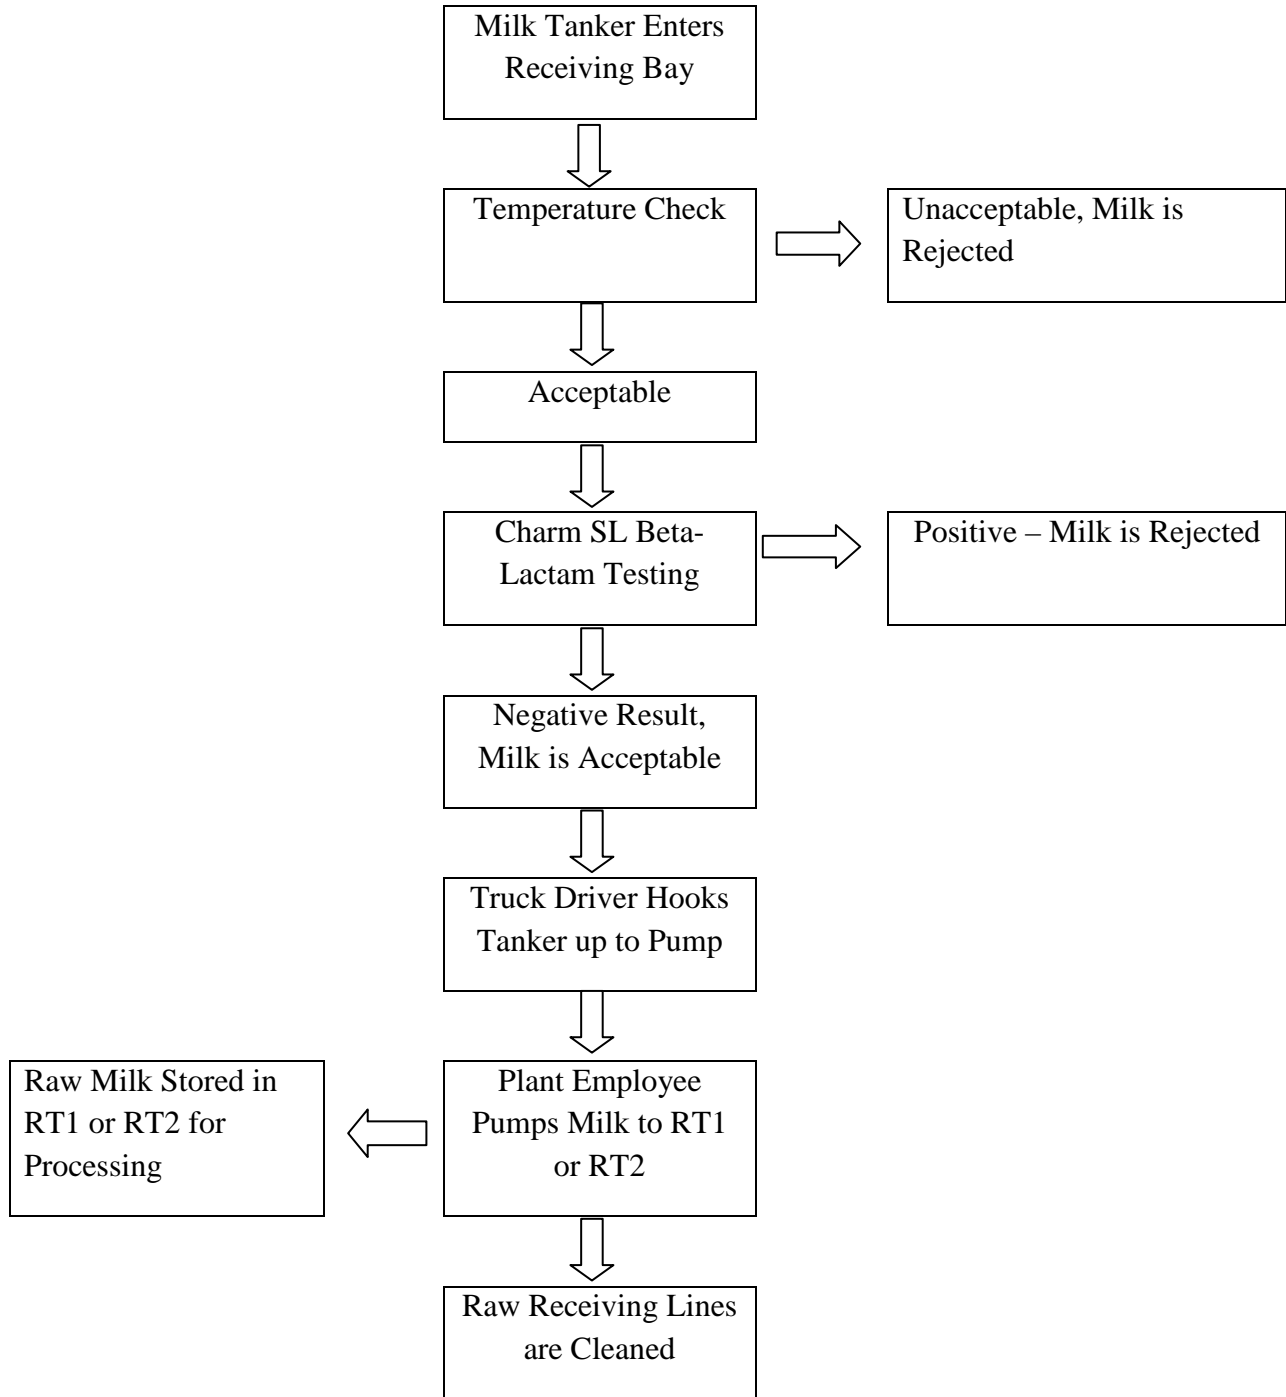 Milk Tanker Enters
Receiving Bay
Temperature Check
Unacceptable, Milk is
Rejected
Acceptable
Charm SL Beta-
Lactam Testing
Positive – Milk is Rejected
Negative Result,
Milk is Acceptable
Truck Driver Hooks
Tanker up to Pump
Raw Milk Stored in
RT1 or RT2 for
Processing
Plant Employee
Pumps Milk to RT1
or RT2
Raw Receiving Lines
are Cleaned